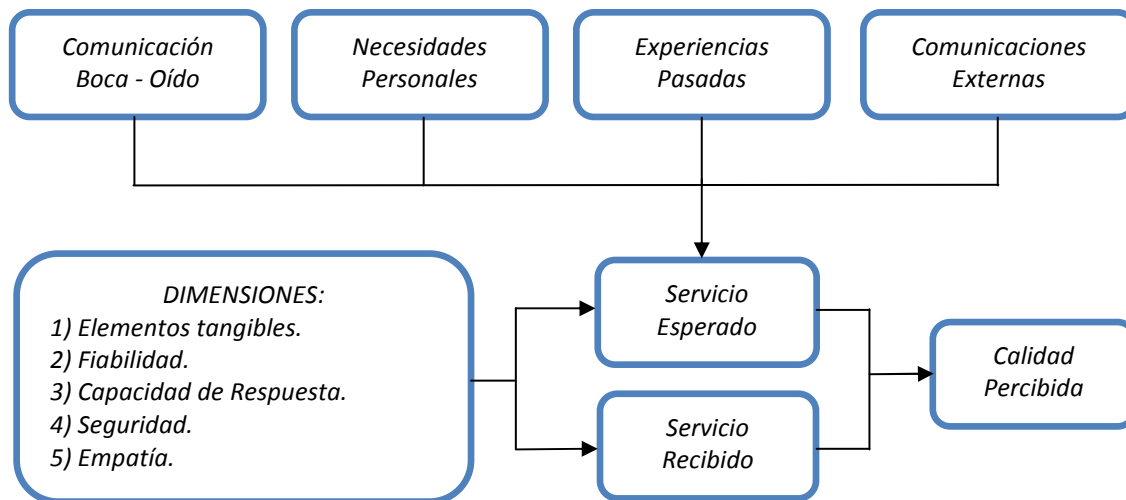 Comunicación
Boca - Oído
Necesidades
Personales
Experiencias
Pasadas
Comunicaciones
Externas
DIMENSIONES:
1) Elementos tangibles.
2) Fiabilidad.
3) Capacidad de Respuesta.
4) Seguridad.
5) Empatía.
Servicio
Esperado
Servicio
Recibido
Calidad
Percibida